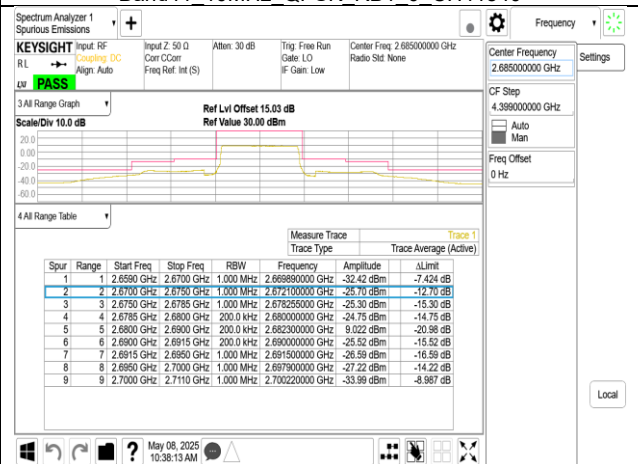 Spectrum Analyzer 1
Spurious Emissions
Frequency
KEYSIGHT
RL
Input: RF
Coupling: DC
Align: Auto
Input Z: 50 Ω
Corr CCorr
Freq Ref: Int (S)
Atten: 30 dB
Trig: Free Run
Gate: LO
IF Gain: Low
Center Freq: 2.685000000 GHz
Radio Std: None
LXI PASS
Center Frequency
2.685000000 GHz
Settings
CF Step
4.399000000 GHz
Auto
Man
Freq Offset
0 Hz
3 All Range Graph
Scale/Div 10.0 dB
Ref Lvl Offset 15.03 dB
Ref Value 30.00 dBm
20.0
0.00
-20.0
-40.0
-60.0
4 All Range Table
Measure Trace Trace 1
Trace Type Trace Average (Active)
Spur Range Start Freq Stop Freq RBW Frequency Amplitude ΔLimit
1 1 2.6590 GHz 2.6700 GHz 1.000 MHz 2.669890000 GHz -32.42 dBm -7.424 dB
2 2 2.6700 GHz 2.6750 GHz 1.000 MHz 2.672100000 GHz -25.70 dBm -12.70 dB
3 3 2.6750 GHz 2.6785 GHz 1.000 MHz 2.678255000 GHz -25.30 dBm -15.30 dB
4 4 2.6785 GHz 2.6800 GHz 200.0 kHz 2.680000000 GHz -24.75 dBm -14.75 dB
5 5 2.6800 GHz 2.6900 GHz 200.0 kHz 2.682300000 GHz 9.022 dBm -20.98 dB
6 6 2.6900 GHz 2.6915 GHz 200.0 kHz 2.690000000 GHz -25.52 dBm -15.52 dB
7 7 2.6915 GHz 2.6950 GHz 1.000 MHz 2.691500000 GHz -26.59 dBm -16.59 dB
8 8 2.6950 GHz 2.7000 GHz 1.000 MHz 2.697900000 GHz -27.22 dBm -14.22 dB
9 9 2.7000 GHz 2.7110 GHz 1.000 MHz 2.700220000 GHz -33.99 dBm -8.987 dB
Local
May 08, 2025
10:38:13 AM